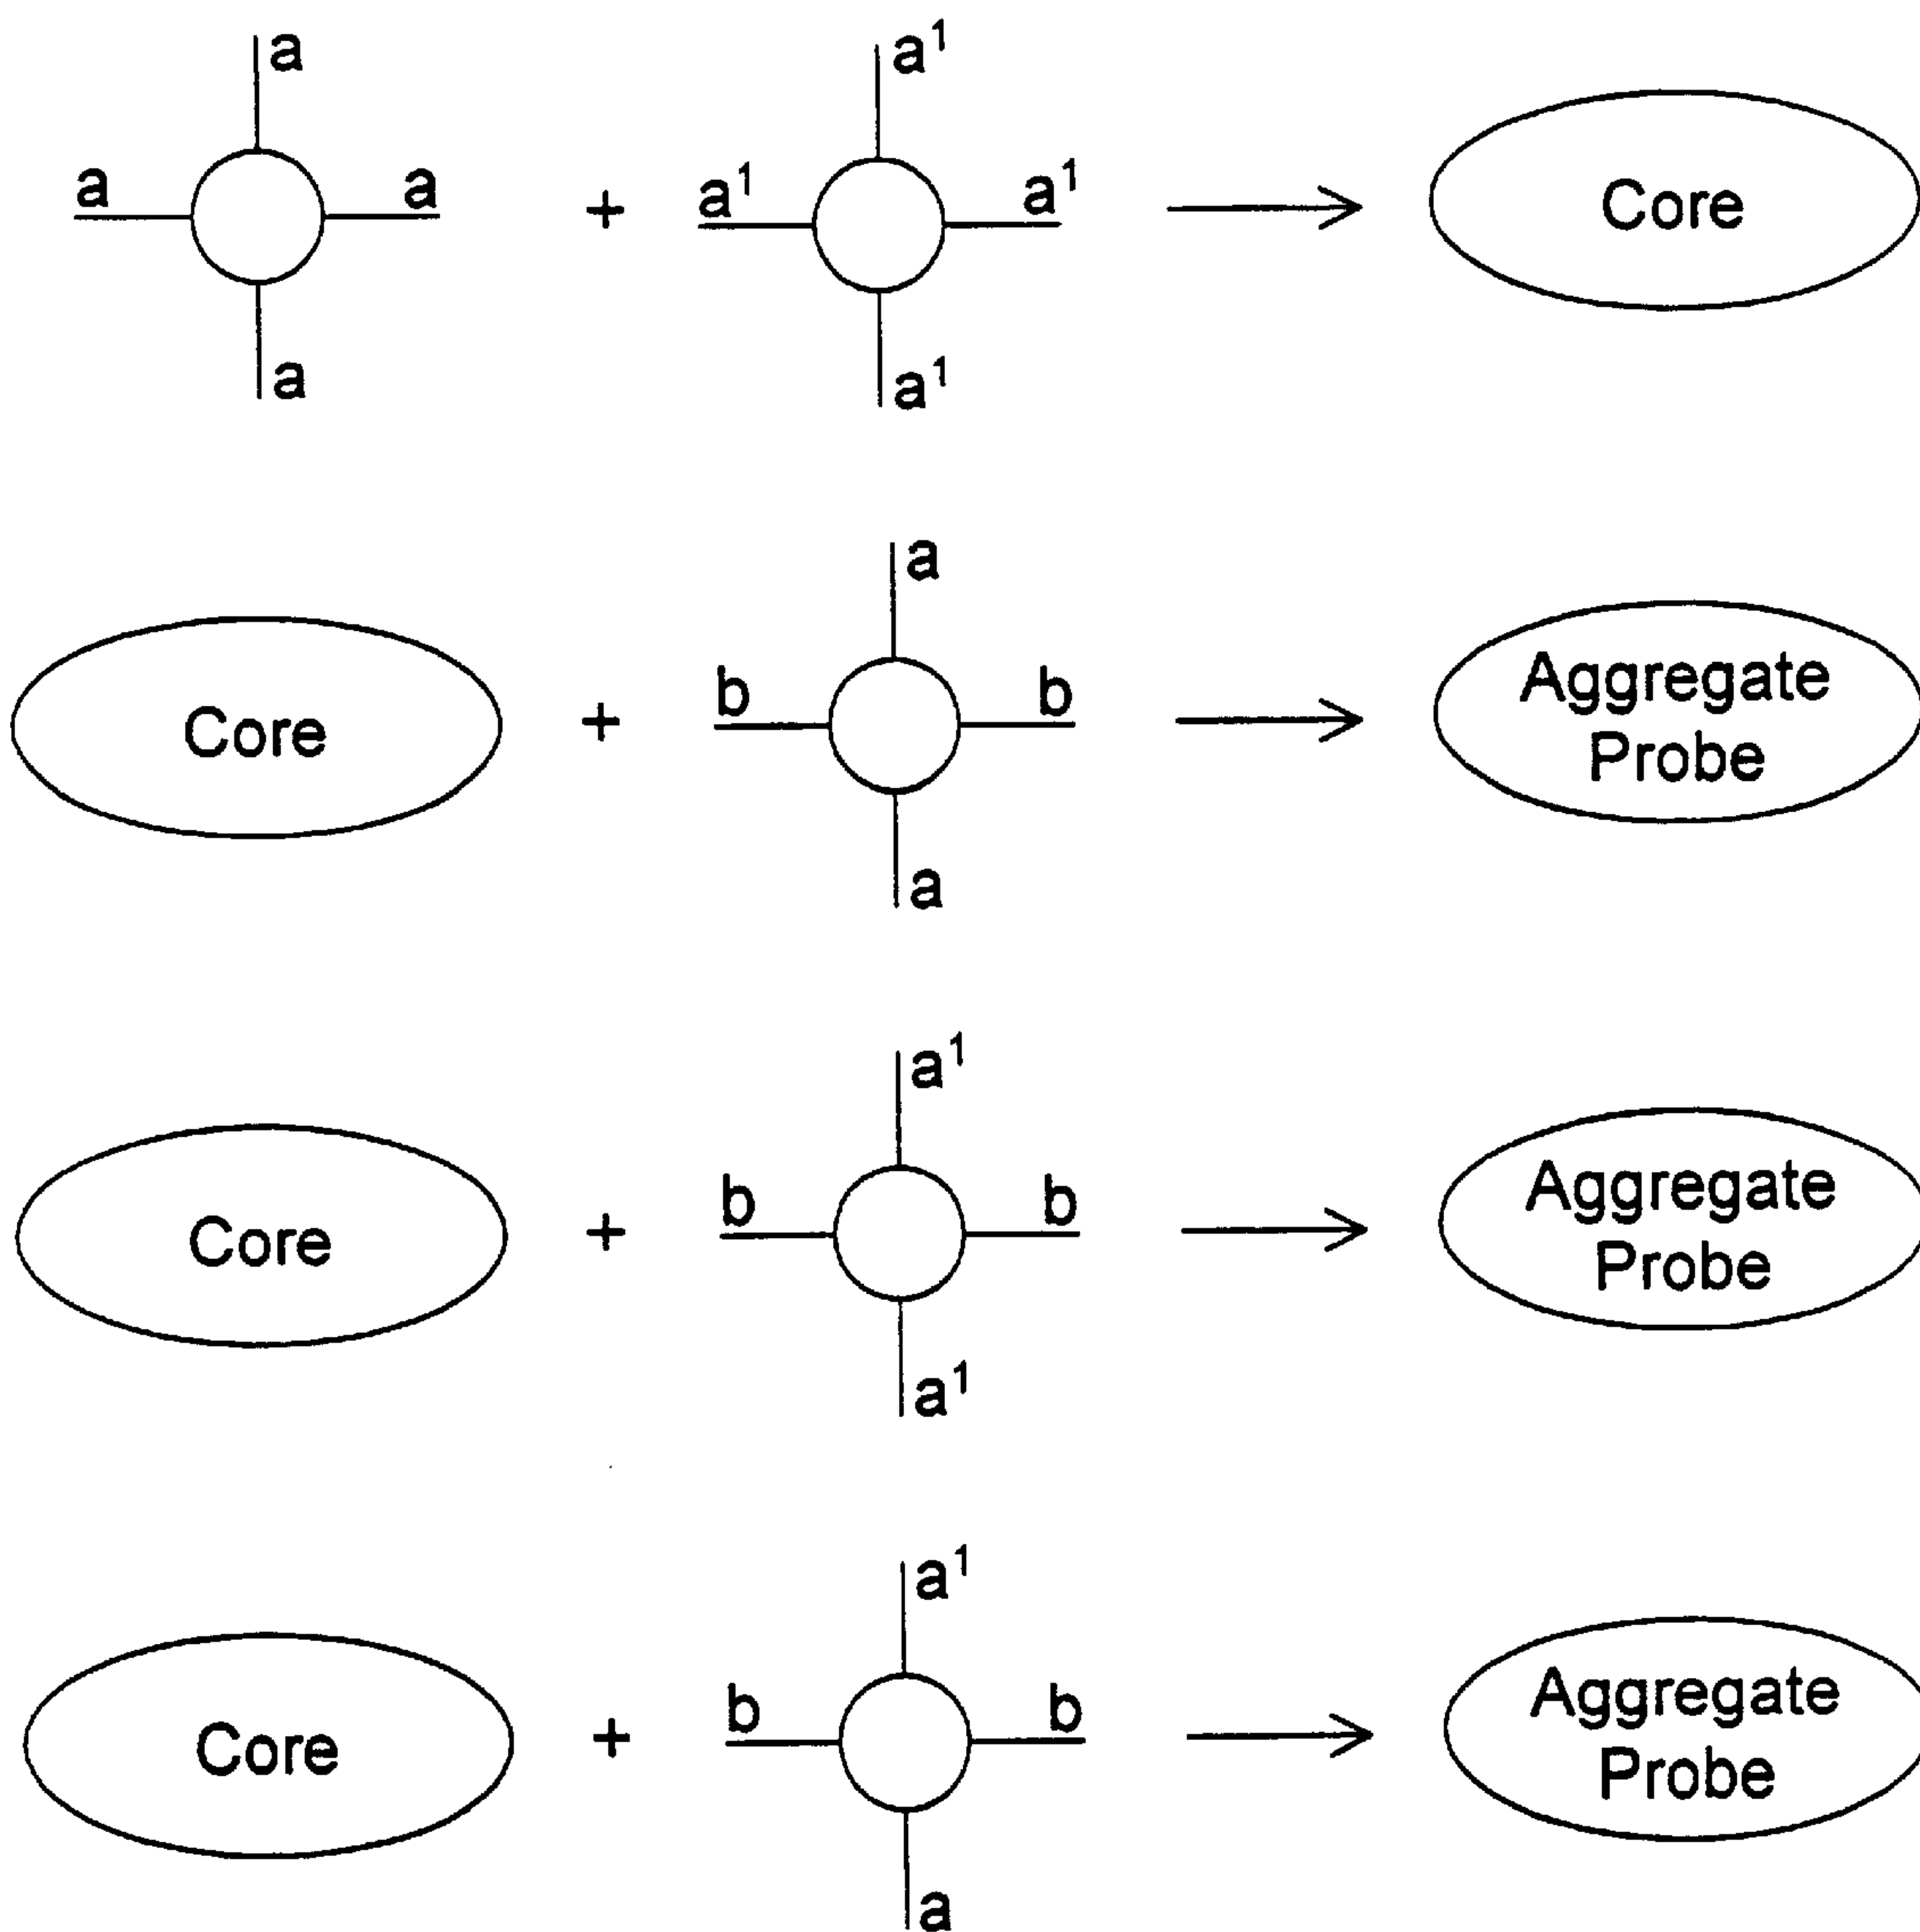 a
a a
a
+
a¹
a¹ a¹
a¹
Core
Core
+
a
b b
a
Aggregate
Probe
Core
+
a¹
b b
a¹
Aggregate
Probe
Core
+
a¹
b b
a
Aggregate
Probe